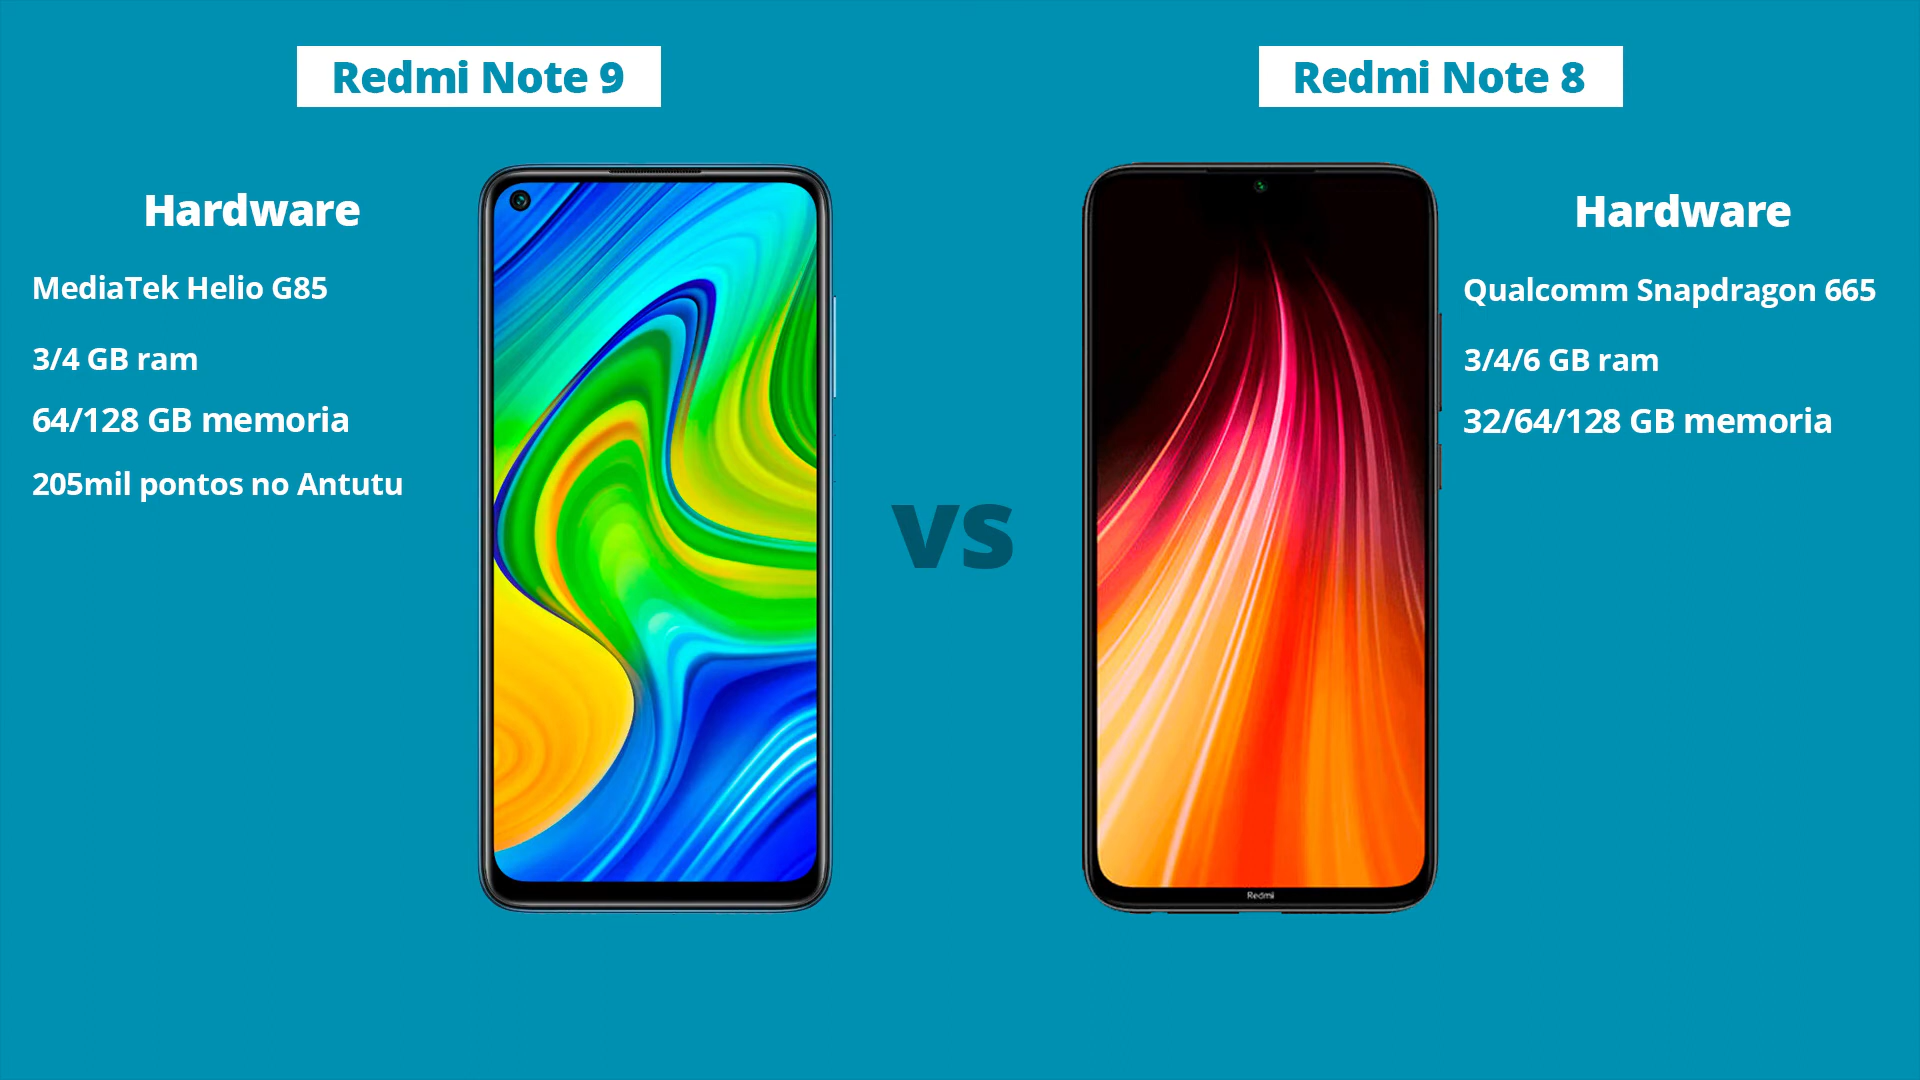 Redmi Note 9
Hardware
MediaTek Helio G85
3/4 GB ram
64/128 GB memoria
205mil pontos no Antutu
VS
Redmi Note 8
Hardware
Qualcomm Snapdragon 665
3/4/6 GB ram
32/64/128 GB memoria
Redmi